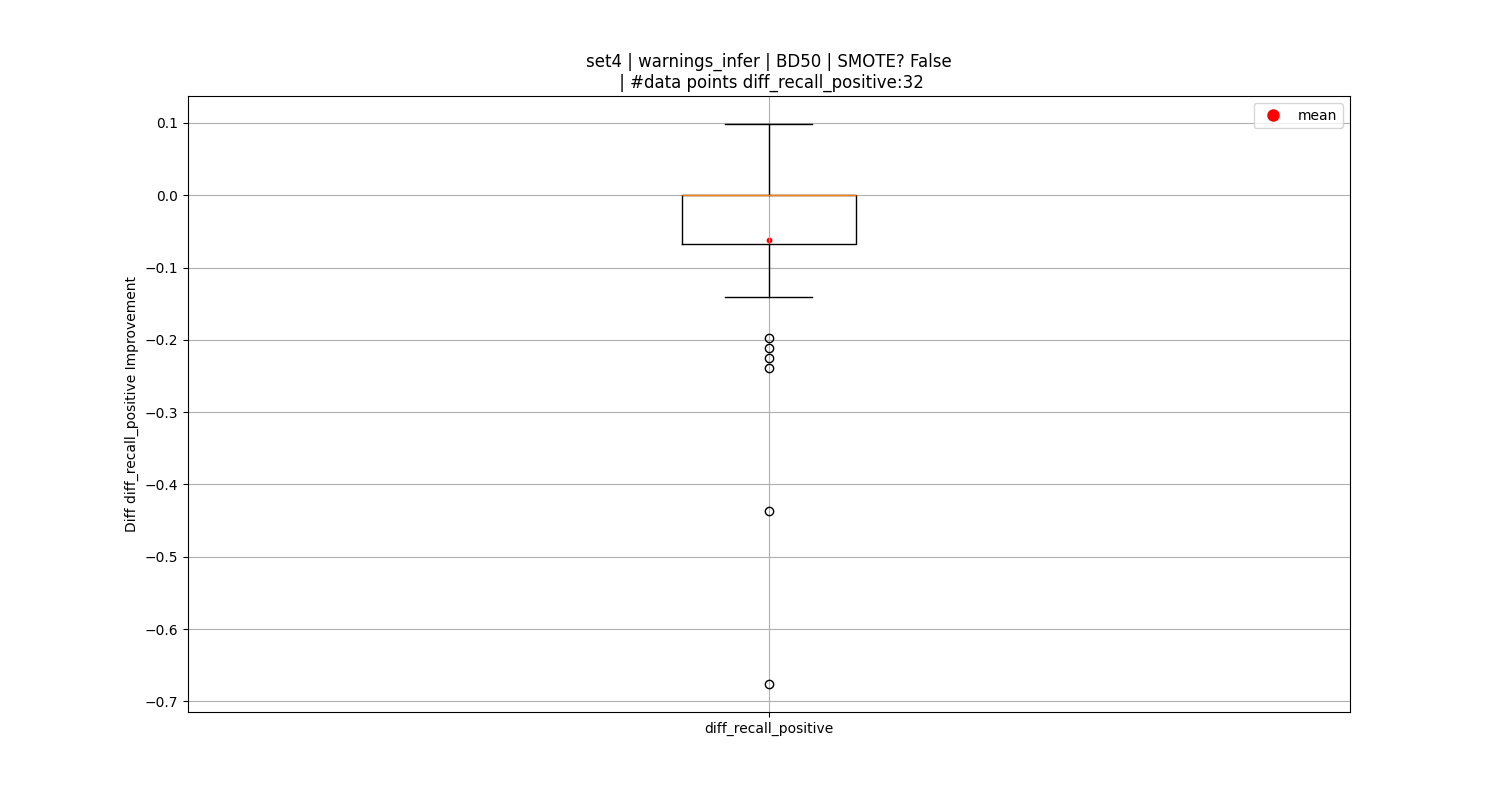 set4 | warnings_infer | BD50 | SMOTE? False
| #data points diff_recall_positive:32
mean
0.1
0.0
−0.1
−0.2
−0.3
−0.4
−0.5
−0.6
−0.7
Diff diff_recall_positive Improvement
diff_recall_positive